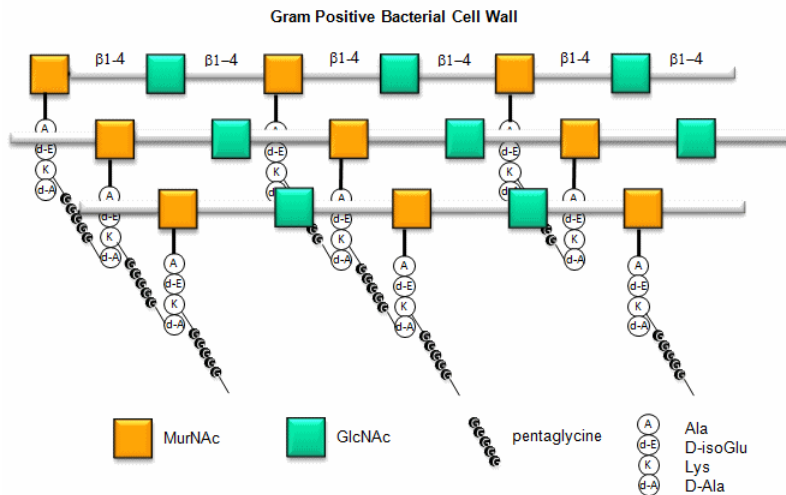 Gram Positive Bacterial Cell Wall
β1-4 β1–4 β1–4 β1–4 β1-4 β1–4
A A A
d-E d-E d-E
K K K
d-A A A A
d-E d-E d-E
K K K
d-A A d-A A d-A A
d-E d-E d-E
K K K
d-A d-A d-A
MurNAc
GlcNAc
pentaglycine
A Ala
d-E D-isoGlu
K Lys
d-A D-Ala